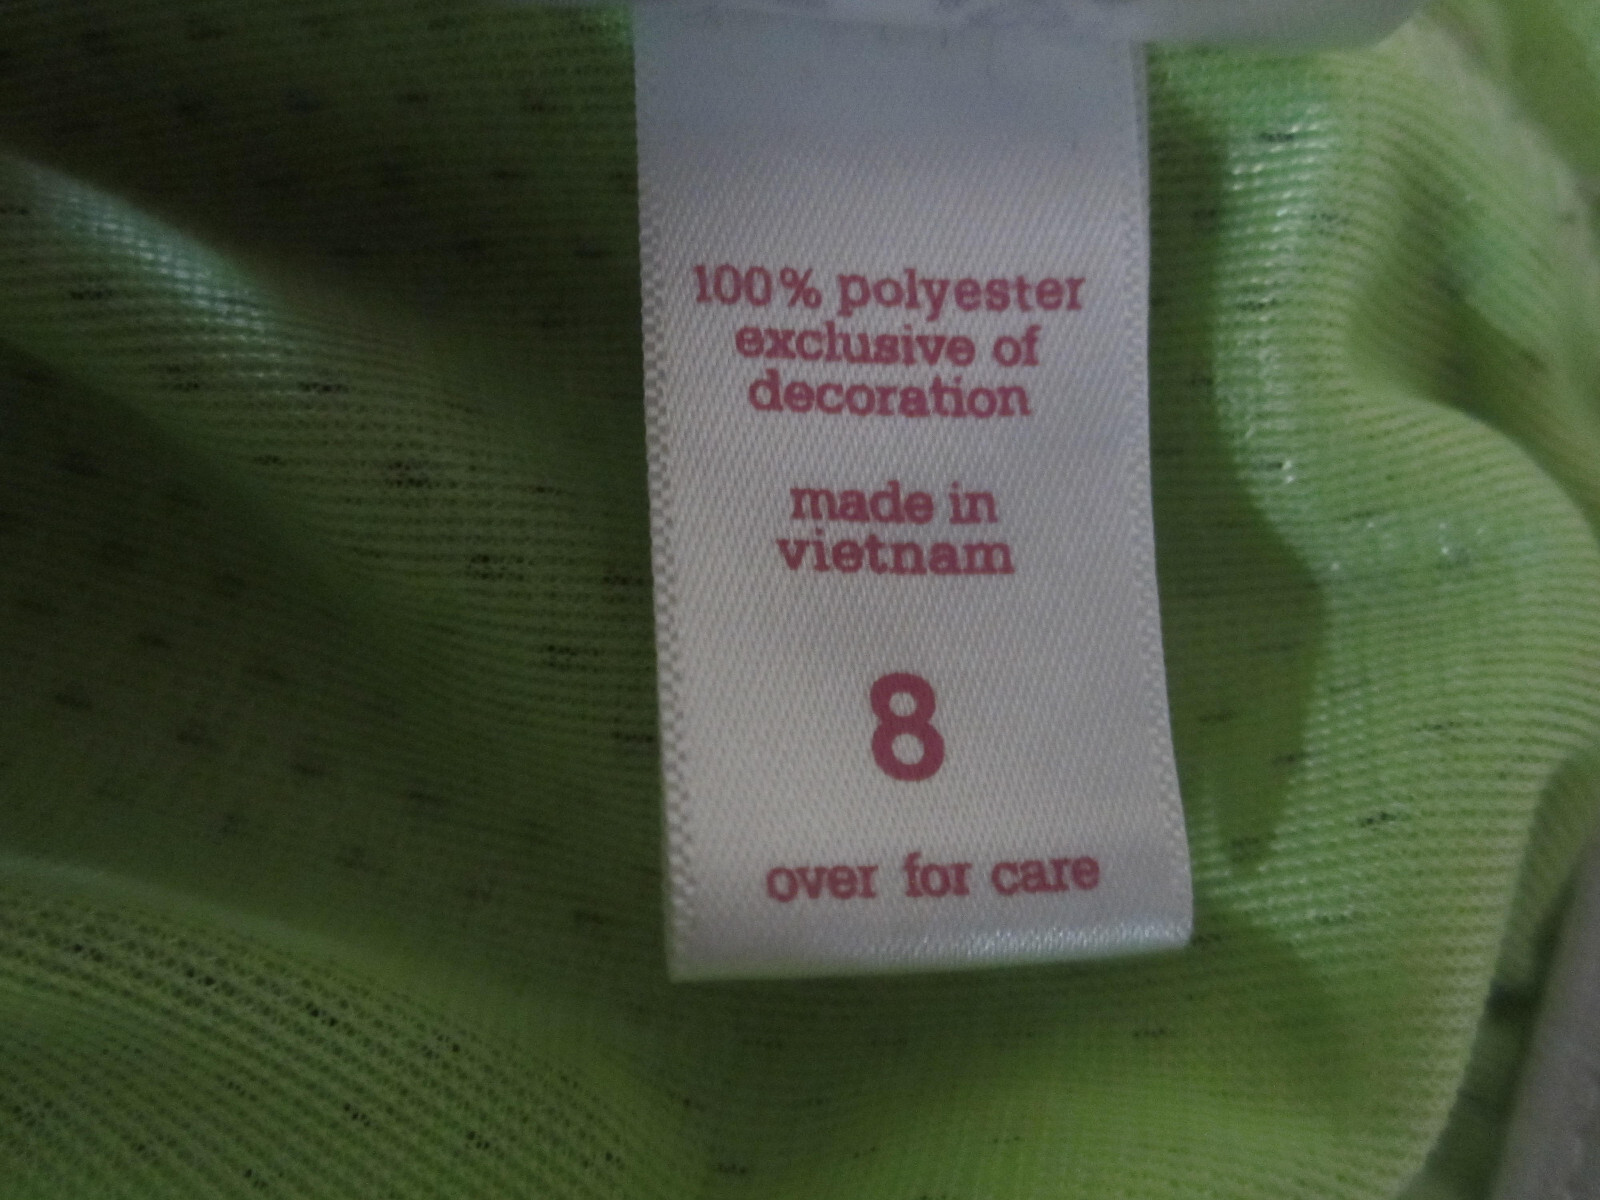 100% polyester
exclusive of
decoration
made in
vietnam
8
over for care